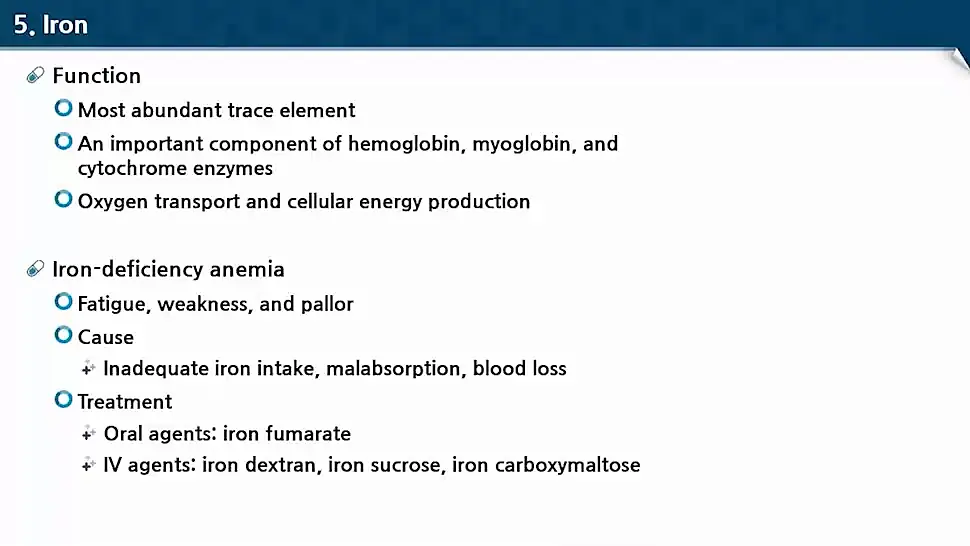 5. Iron
Function
Most abundant trace element
An important component of hemoglobin, myoglobin, and
cytochrome enzymes
Oxygen transport and cellular energy production
Iron-deficiency anemia
Fatigue, weakness, and pallor
Cause
Inadequate iron intake, malabsorption, blood loss
Treatment
Oral agents: iron fumarate
IV agents: iron dextran, iron sucrose, iron carboxymaltose